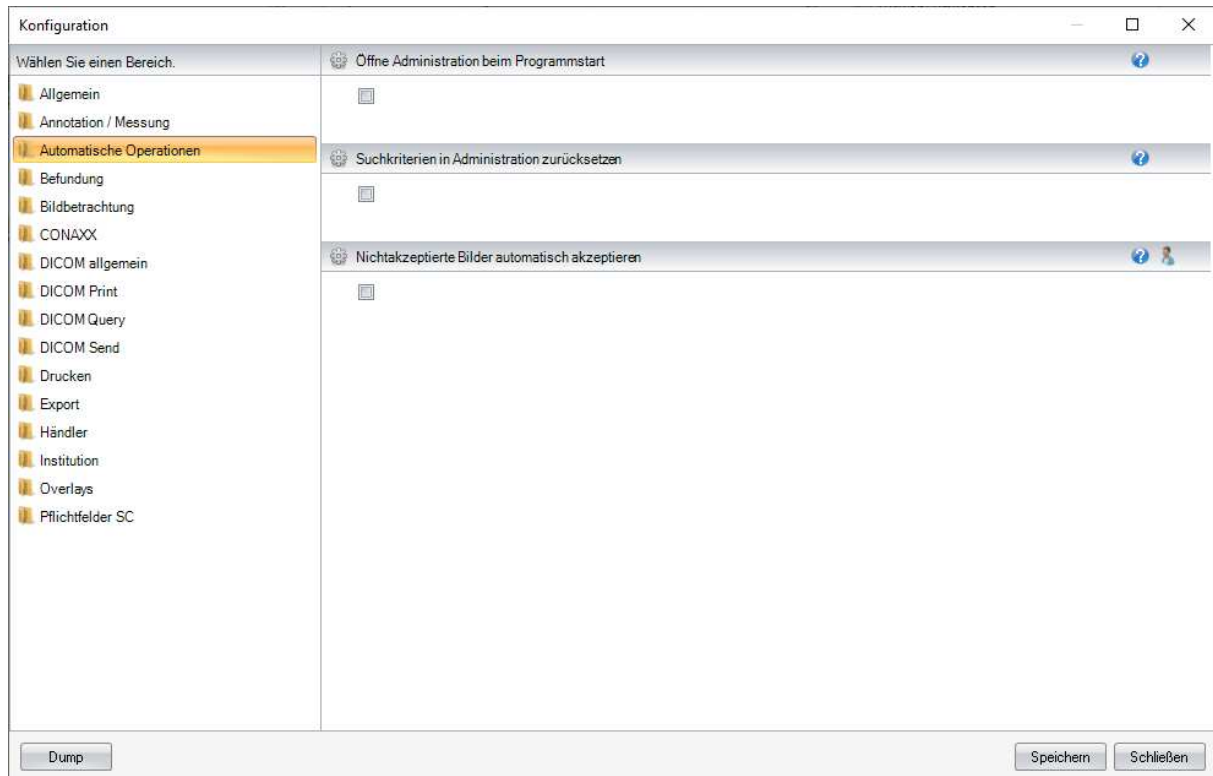 Konfiguration
Wählen Sie einen Bereich.
Allgemein
Annotation / Messung
Automatische Operationen
Befundung
Bildbetrachtung
CONAXX
DICOM allgemein
DICOM Print
DICOM Query
DICOM Send
Drucken
Export
Händler
Institution
Overlays
Pflichtfelder SC
Öffne Administration beim Programmstart
Suchkriterien in Administration zurücksetzen
Nichtakzeptierte Bilder automatisch akzeptieren
Dump
Speichern
Schließen